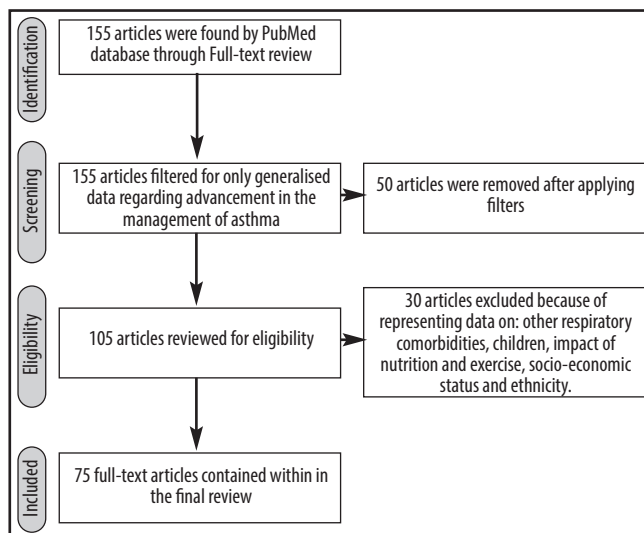 Identification
155 articles were found by PubMed
database through Full-text review
Screening
155 articles filtered for only generalised
data regarding advancement in the
management of asthma
50 articles were removed after applying
filters
Eligibility
105 articles reviewed for eligibility
30 articles excluded because of
representing data on: other respiratory
comorbidities, children, impact of
nutrition and exercise, socio-economic
status and ethnicity.
Included
75 full-text articles contained within in
the final review